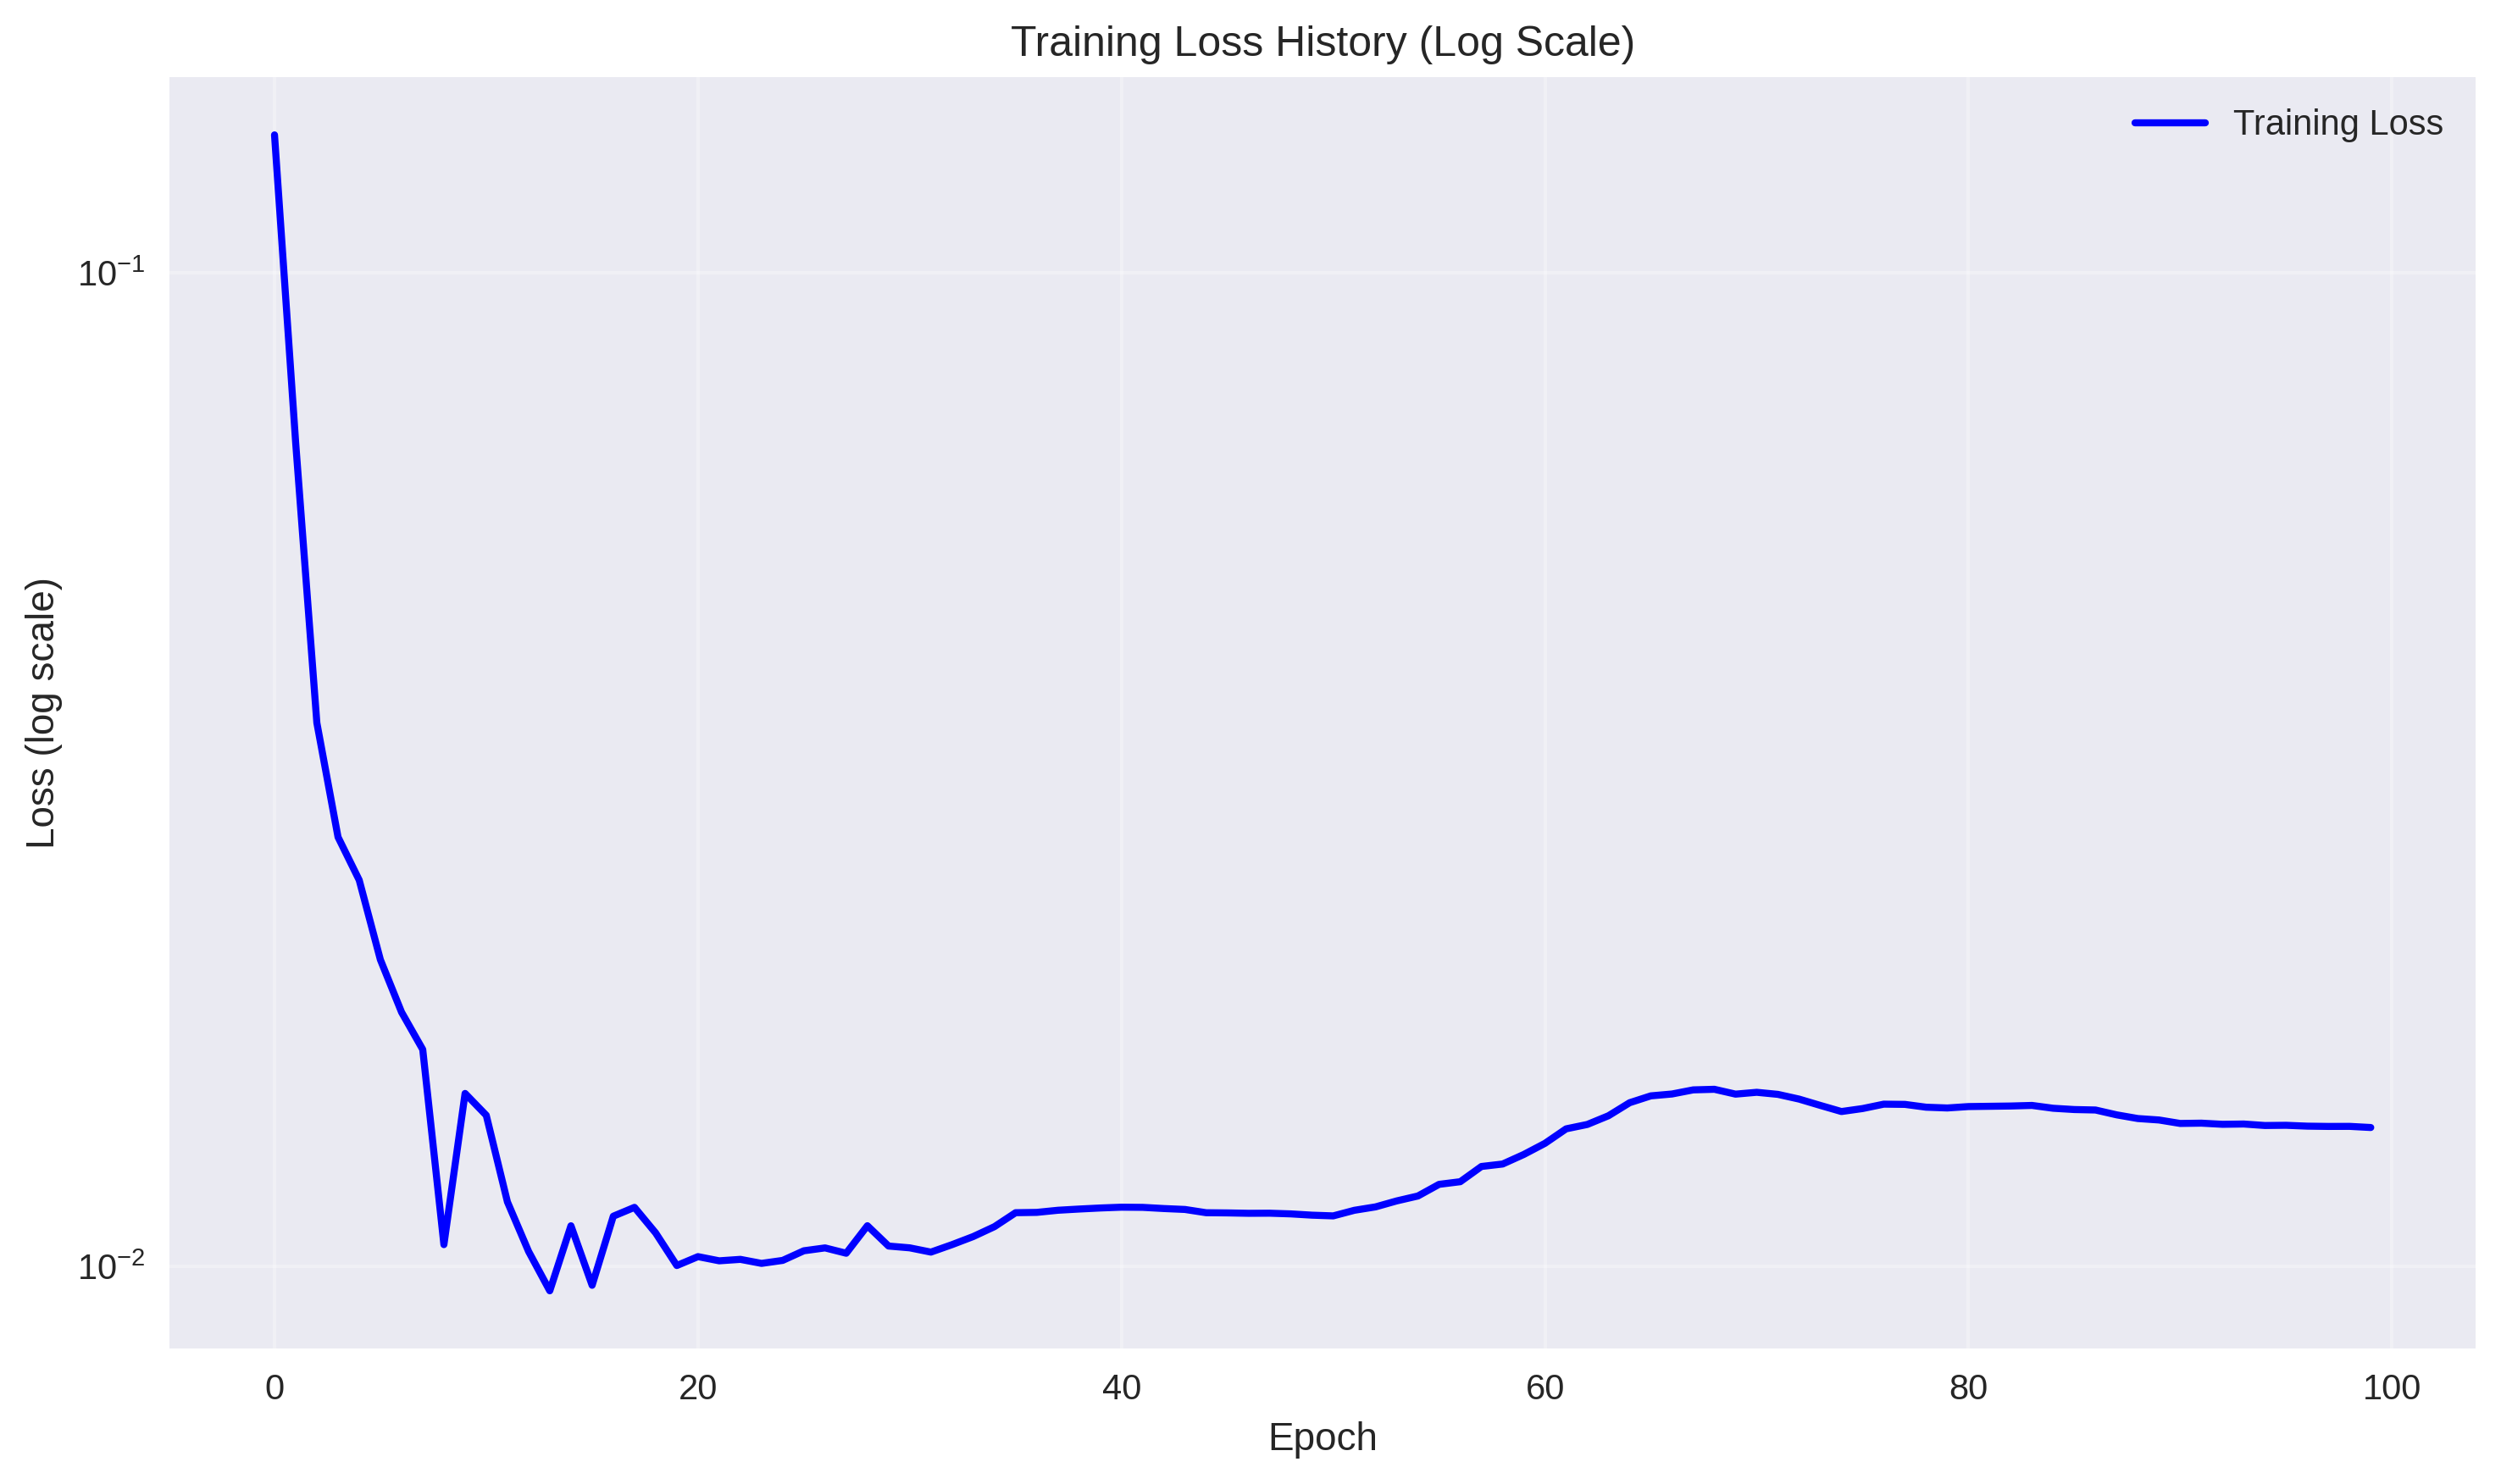 Training Loss History (Log Scale)
Training Loss
10⁻¹
Loss (log scale)
10⁻²
0 20 40 60 80 100
Epoch